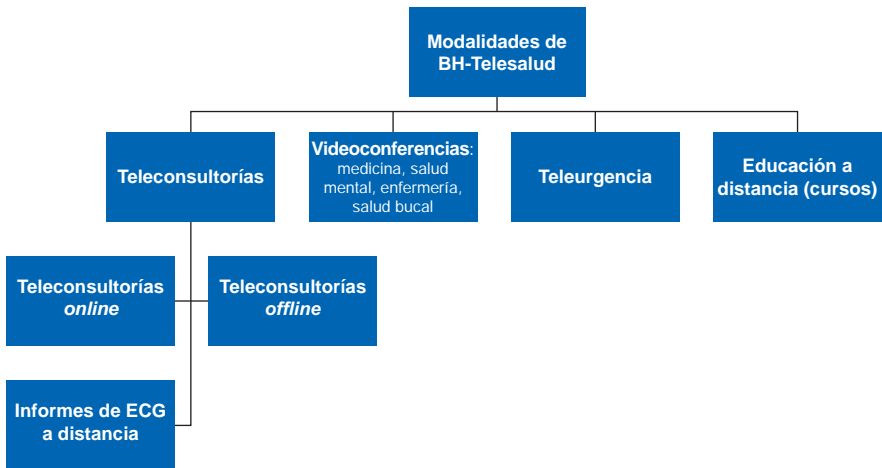 Modalidades de
BH-Telesalud
Teleconsultorías
Videoconferencias:
medicina, salud
mental, enfermería,
salud bucal
Teleurgencia
Educación a
distancia (cursos)
Teleconsultorías
online
Teleconsultorías
offline
Informes de ECG
a distancia